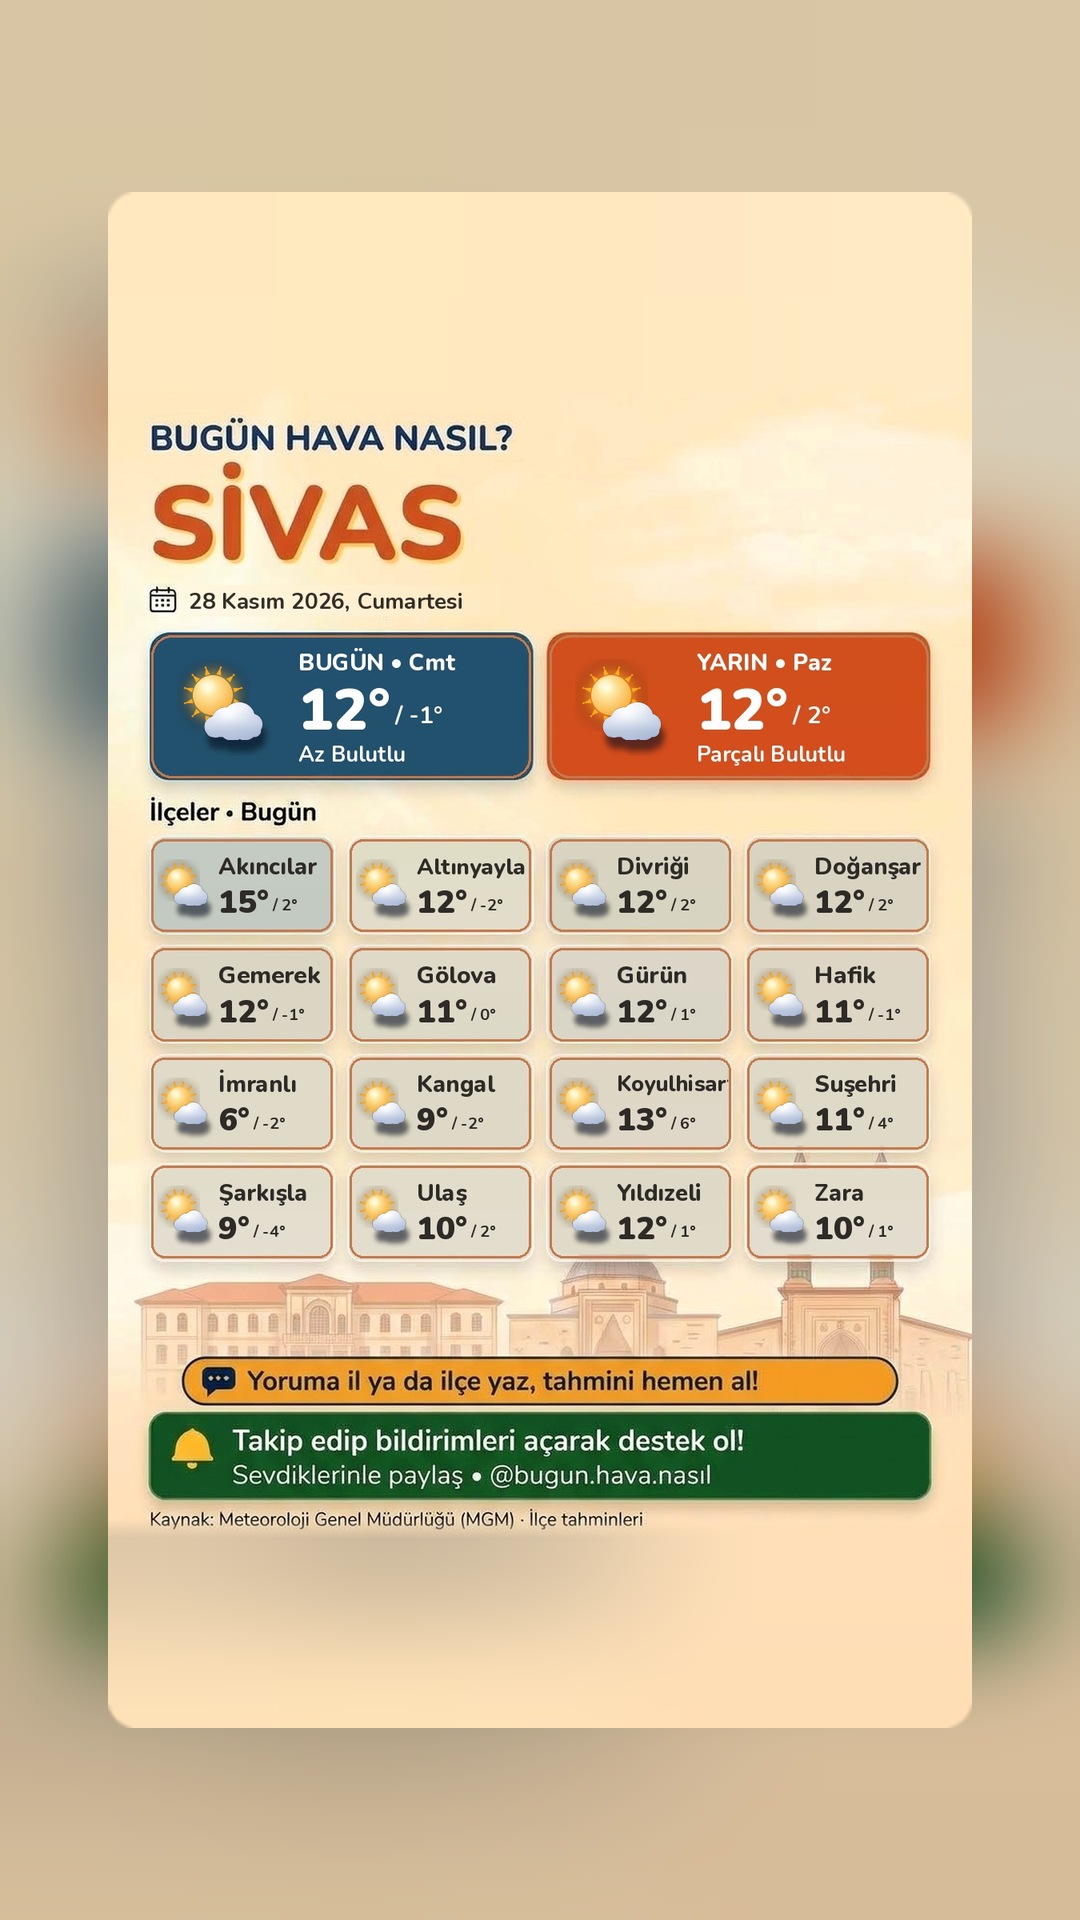 BUGÜN HAVA NASIL?
SİVAS
28 Kasım 2026, Cumartesi
BUGÜN • Cmt
12° / -1°
Az Bulutlu
YARIN • Paz
12° / 2°
Parçalı Bulutlu
İlçeler • Bugün
Akıncılar
15° / 2°
Altınyayla
12° / -2°
Divriği
12° / 2°
Doğanşar
12° / 2°
Gemerek
12° / -1°
Gölova
11° / 0°
Gürün
12° / 1°
Hafik
11° / -1°
İmranlı
6° / -2°
Kangal
9° / -2°
Koyulhisar
13° / 6°
Suşehri
11° / 4°
Şarkışla
9° / -4°
Ulaş
10° / 2°
Yıldızeli
12° / 1°
Zara
10° / 1°
Yoruma il ya da ilçe yaz, tahmini hemen al!
Takip edip bildirimleri açarak destek ol!
Sevdiklerinle paylaş • @bugun.hava.nasıl
Kaynak: Meteoroloji Genel Müdürlüğü (MGM) · İlçe tahminleri